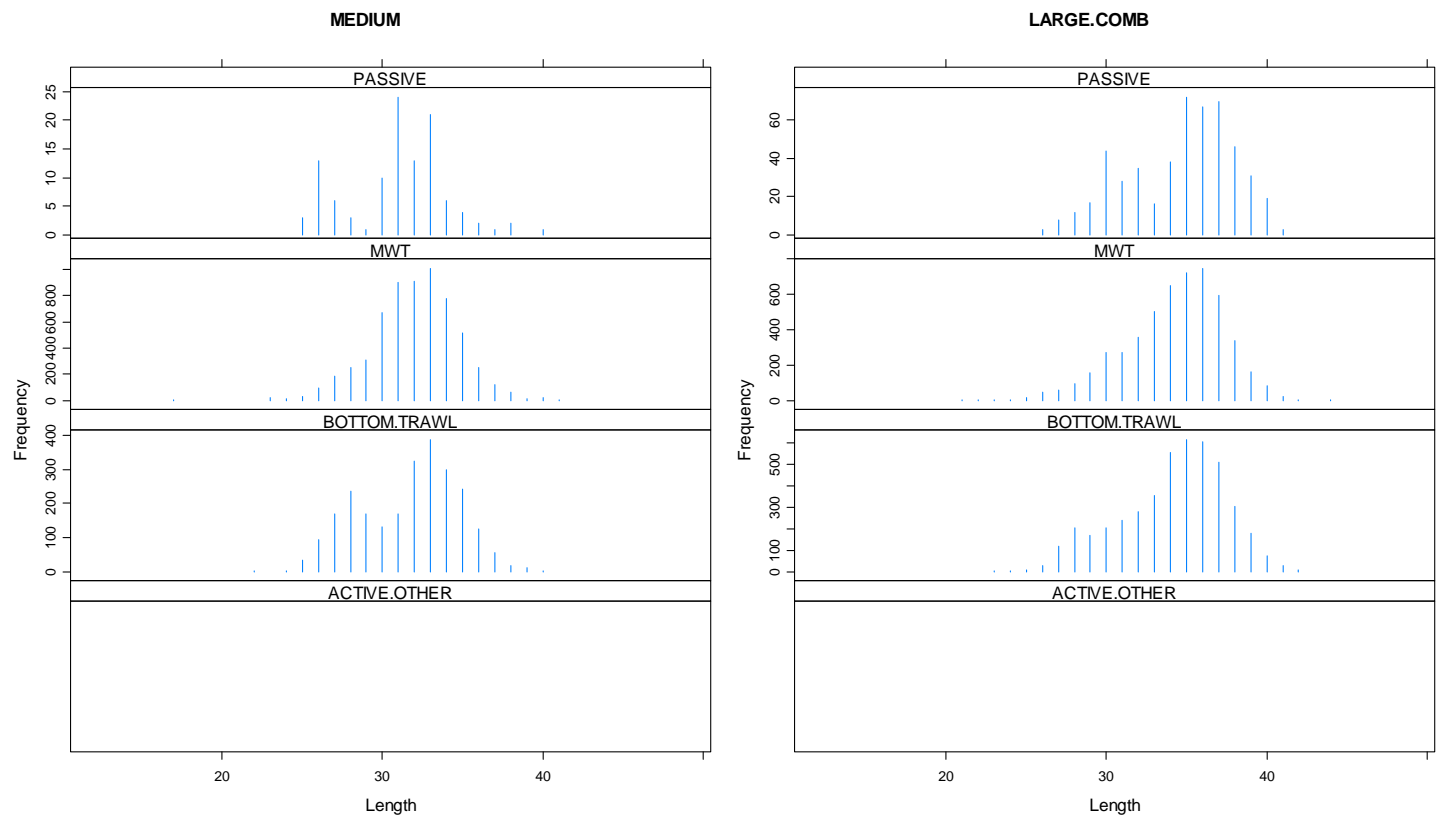 MEDIUM
PASSIVE
25
20
15
10
5
0
MWT
800
600
400
200
0
BOTTOM.TRAWL
400
300
200
100
0
ACTIVE.OTHER
Frequency
20 30 40
Length
LARGE.COMB
PASSIVE
60
40
20
0
MWT
600
400
200
0
BOTTOM.TRAWL
500
300
100
0
ACTIVE.OTHER
Frequency
20 30 40
Length